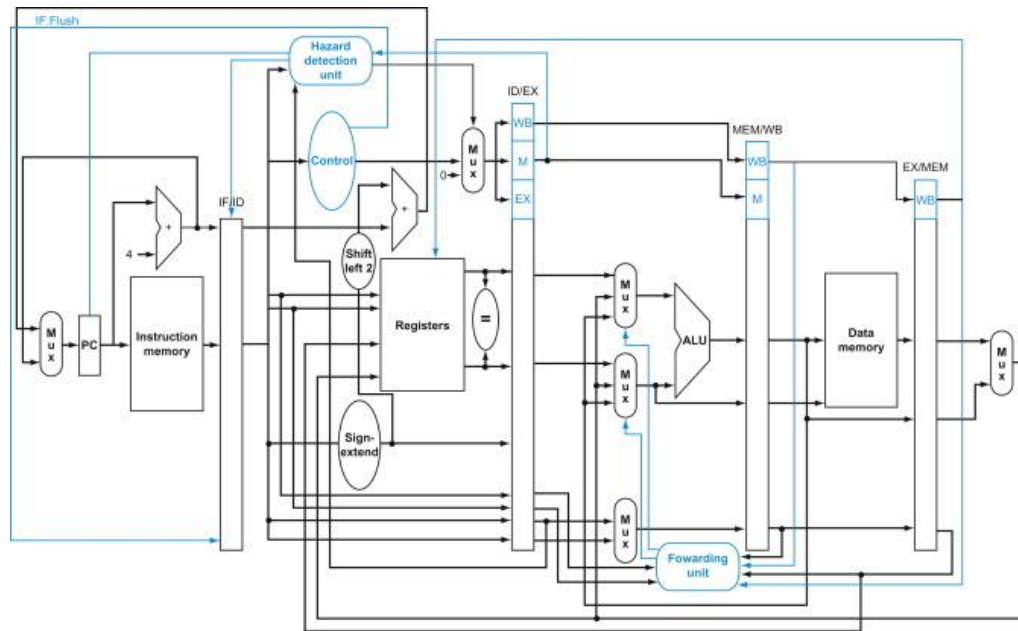 IF.Flush
Hazard
detection
unit
ID/EX
WB
MEM/WB
Control
M
u
x
0
M
WB
EX/MEM
EX
M
WB
IF/ID
+
+
4
Shift
left 2
M
u
x
PC
Instruction
memory
Registers
=
M
u
x
ALU
Data
memory
M
u
x
M
u
x
Sign-
extend
M
u
x
Fowarding
unit